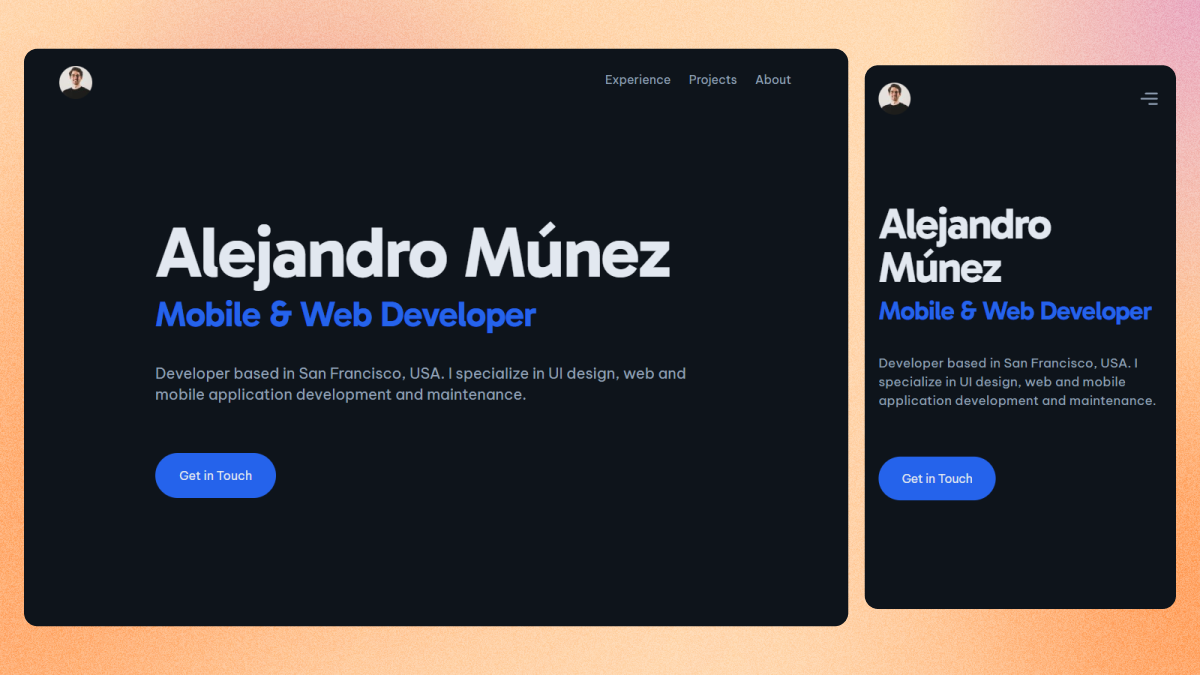 Experience Projects About
Alejandro Múnez
Mobile & Web Developer
Developer based in San Francisco, USA. I specialize in UI design, web and
mobile application development and maintenance.
Get in Touch
Alejandro
Múnez
Mobile & Web Developer
Developer based in San Francisco, USA. I
specialize in UI design, web and mobile
application development and maintenance.
Get in Touch